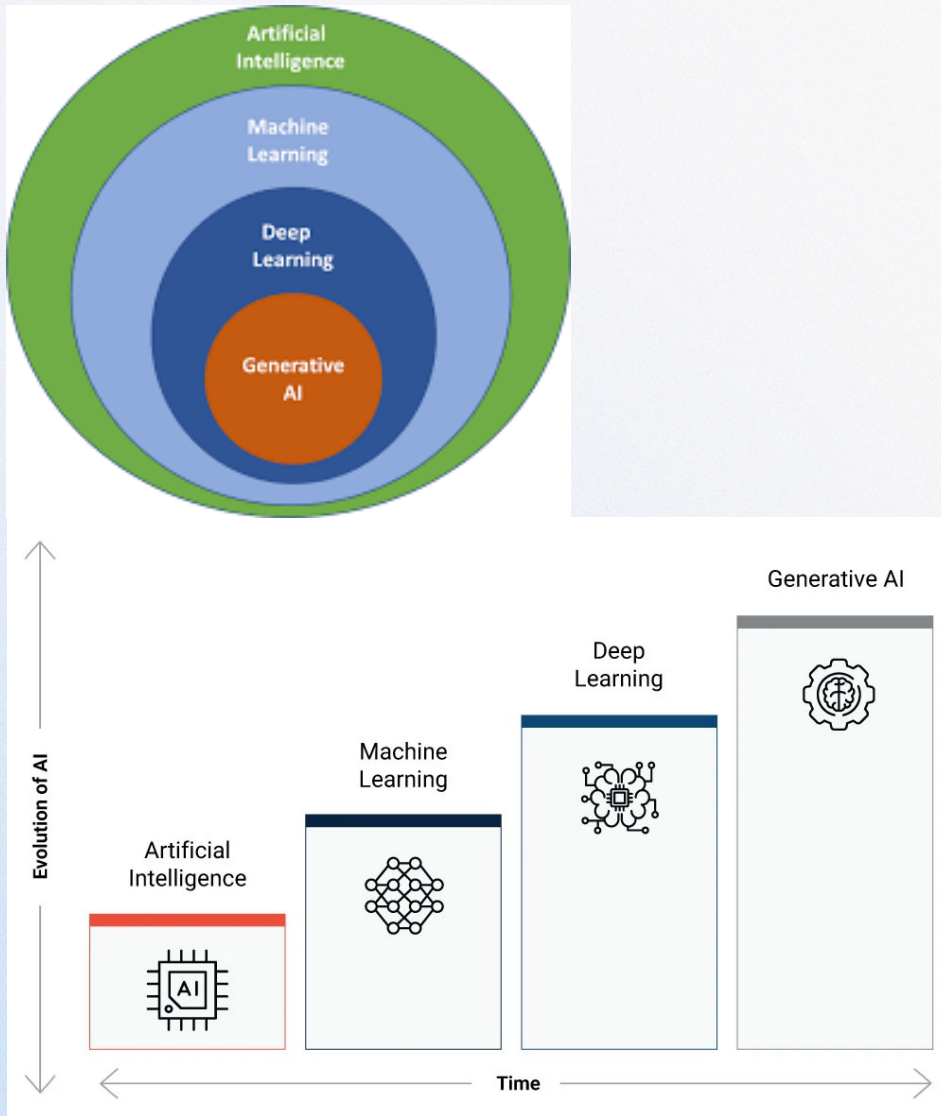 Artificial
Intelligence
Machine
Learning
Deep
Learning
Generative
AI
Generative AI
Deep
Learning
Machine
Learning
Artificial
Intelligence
AI
Evolution of AI
Time